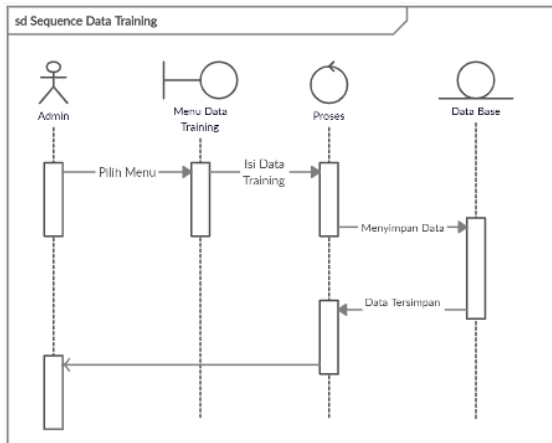 sd Sequence Data Training
Admin
Menu Data
Training
Proses
Data Base
Pilih Menu
Isi Data
Training
Menyimpan Data
Data Tersimpan